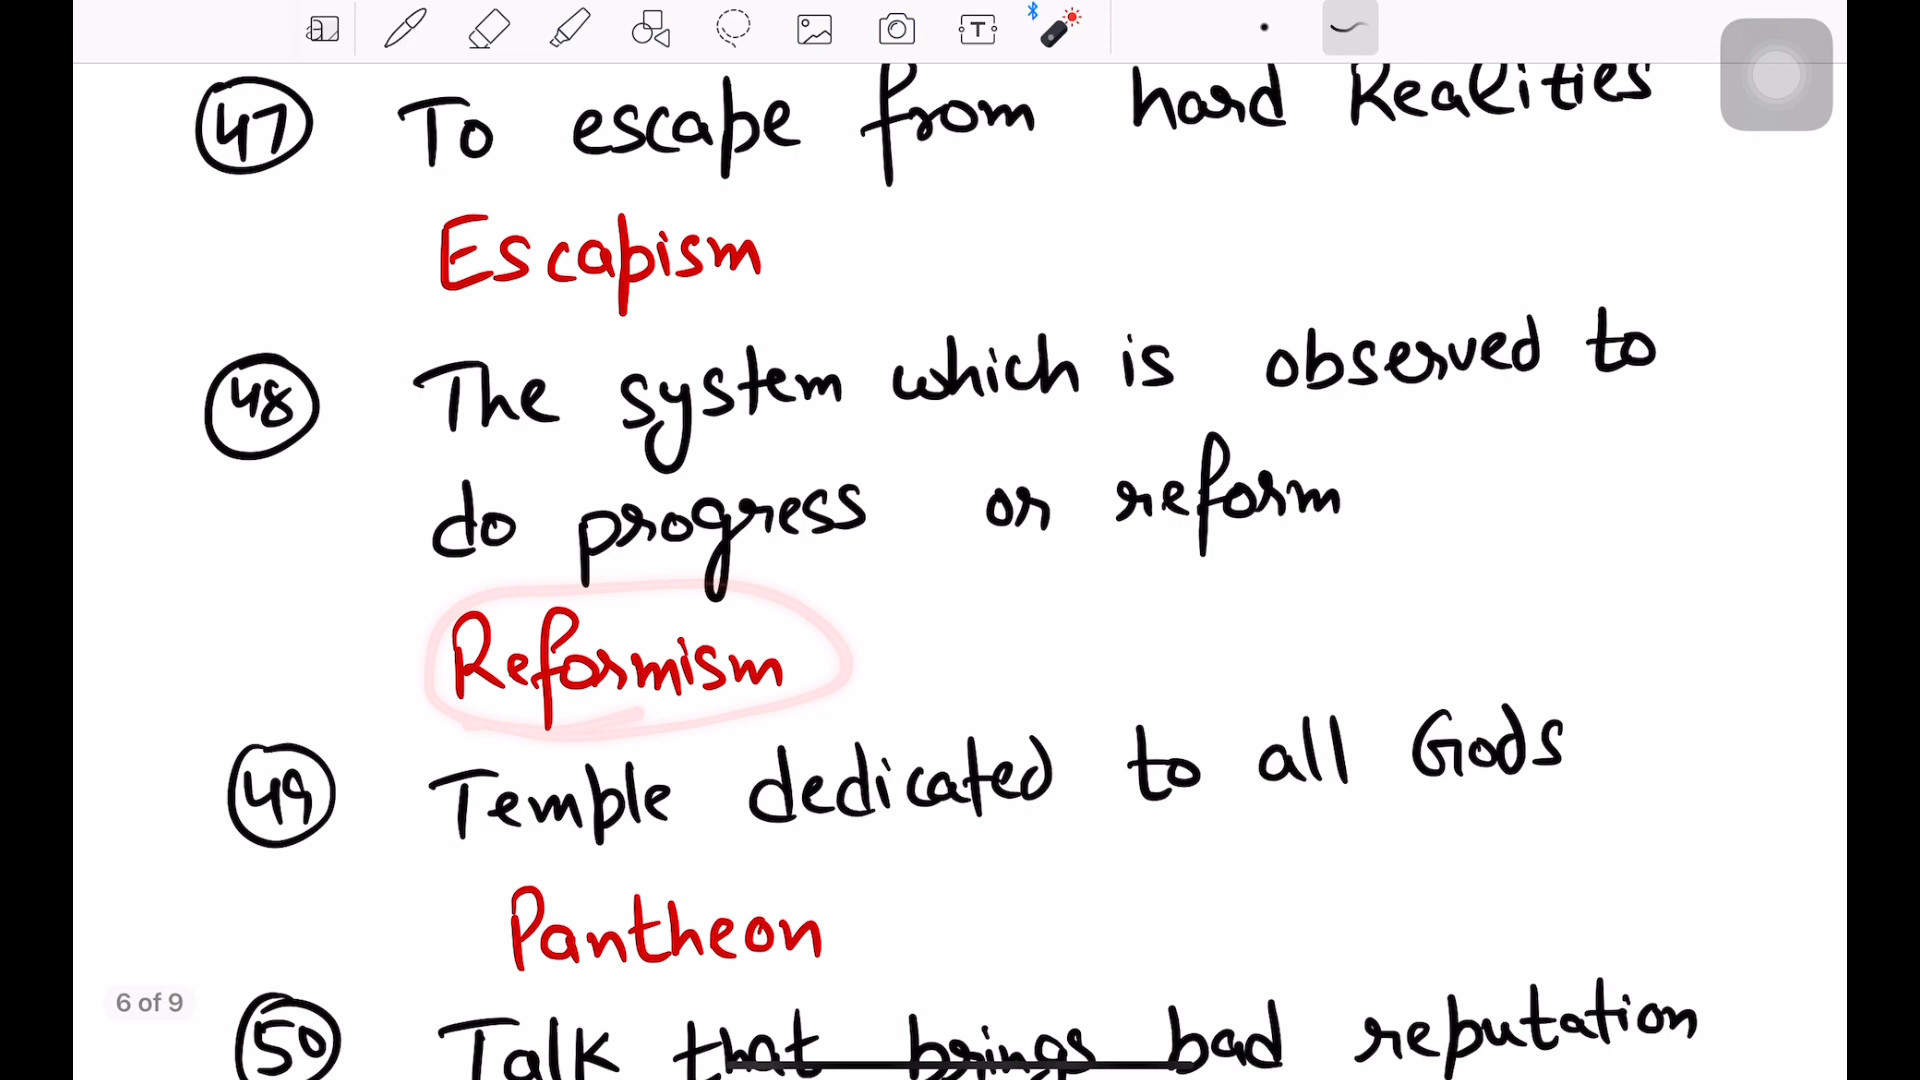 47 To escape from hard Realities
Escapism
48 The system which is observed to
do progress or reform
Reformism
49 Temple dedicated to all Gods
Pantheon
6 of 9
50 Talk that brings bad reputation